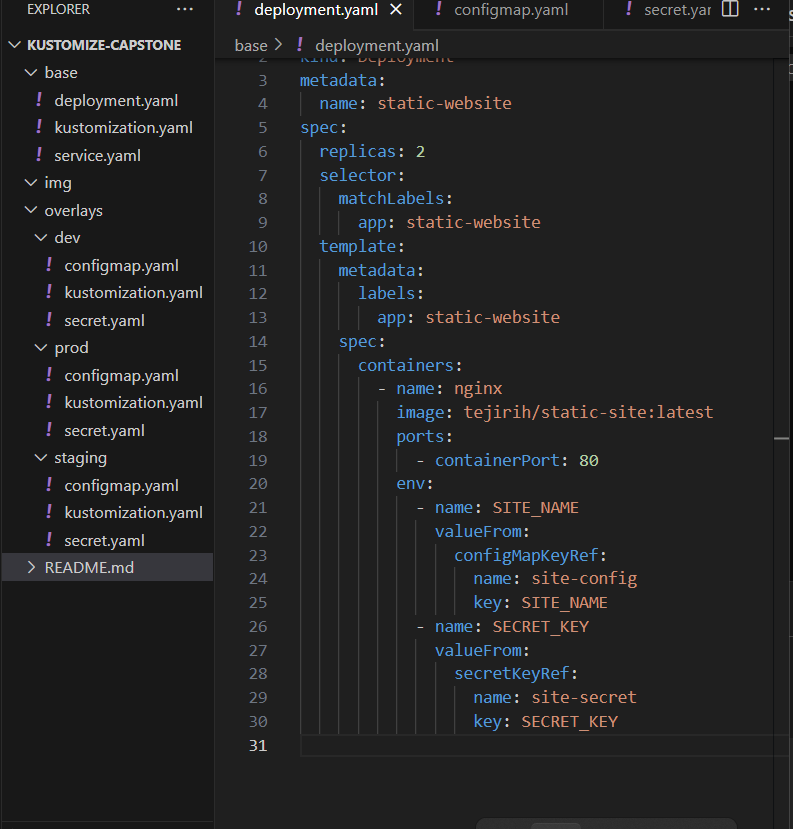 EXPLORER ...
KUSTOMIZE-CAPSTONE
base
! deployment.yaml
! kustomization.yaml
! service.yaml
img
overlays
dev
! configmap.yaml
! kustomization.yaml
! secret.yaml
prod
! configmap.yaml
! kustomization.yaml
! secret.yaml
staging
! configmap.yaml
! kustomization.yaml
! secret.yaml
README.md
! deployment.yaml × ! configmap.yaml ! secret.yar ...
base > ! deployment.yaml
2 kind: Deployment
3 metadata:
4 name: static-website
5 spec:
6 replicas: 2
7 selector:
8 matchLabels:
9 app: static-website
10 template:
11 metadata:
12 labels:
13 app: static-website
14 spec:
15 containers:
16 - name: nginx
17 image: tejirih/static-site:latest
18 ports:
19 - containerPort: 80
20 env:
21 - name: SITE_NAME
22 valueFrom:
23 configMapKeyRef:
24 name: site-config
25 key: SITE_NAME
26 - name: SECRET_KEY
27 valueFrom:
28 secretKeyRef:
29 name: site-secret
30 key: SECRET_KEY
31